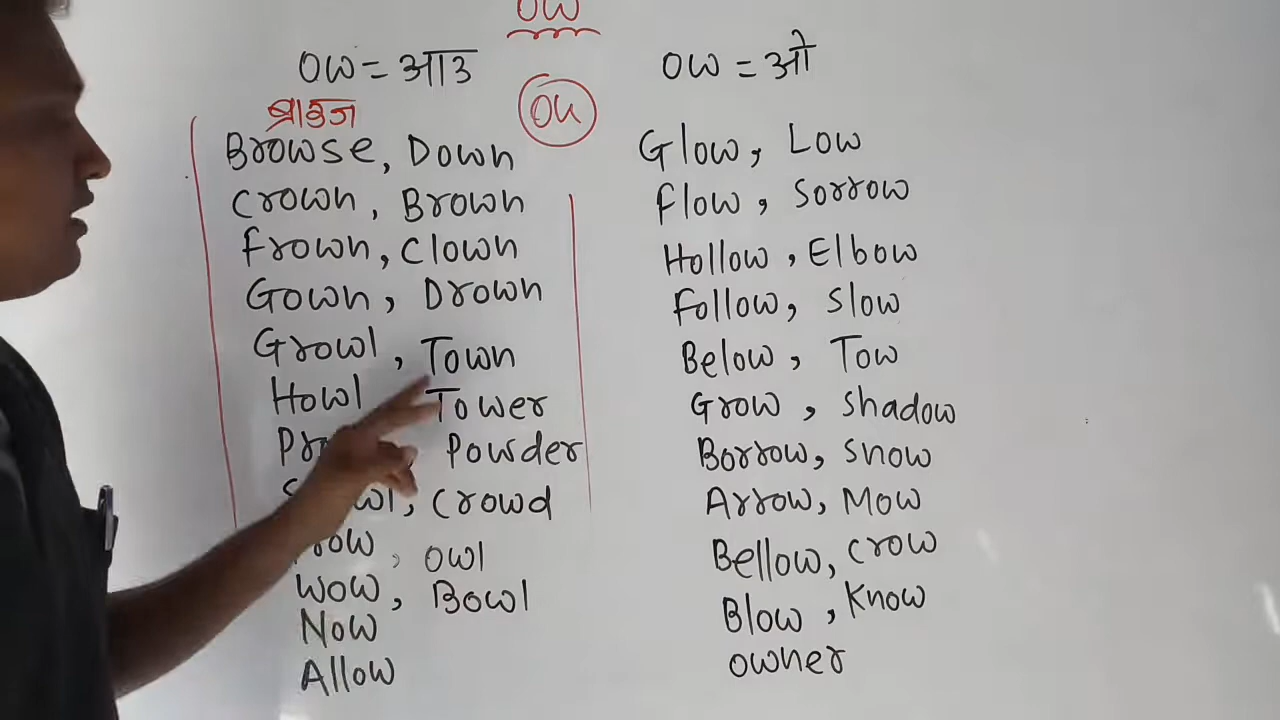 ow
ow = आउ
ow = ओ
ब्राउज
ou
Browse, Down
Crown, Brown
Frown, Clown
Gown, Drown
Growl, Town
Howl Tower
Powder
Crowd
owl
Wow, Bowl
Now
Allow
Glow, Low
Flow, Sorrow
Hollow, Elbow
Follow, Slow
Below, Tow
Grow, Shadow
Borrow, Snow
Arrow, Mow
Bellow, Crow
Blow, Know
owner